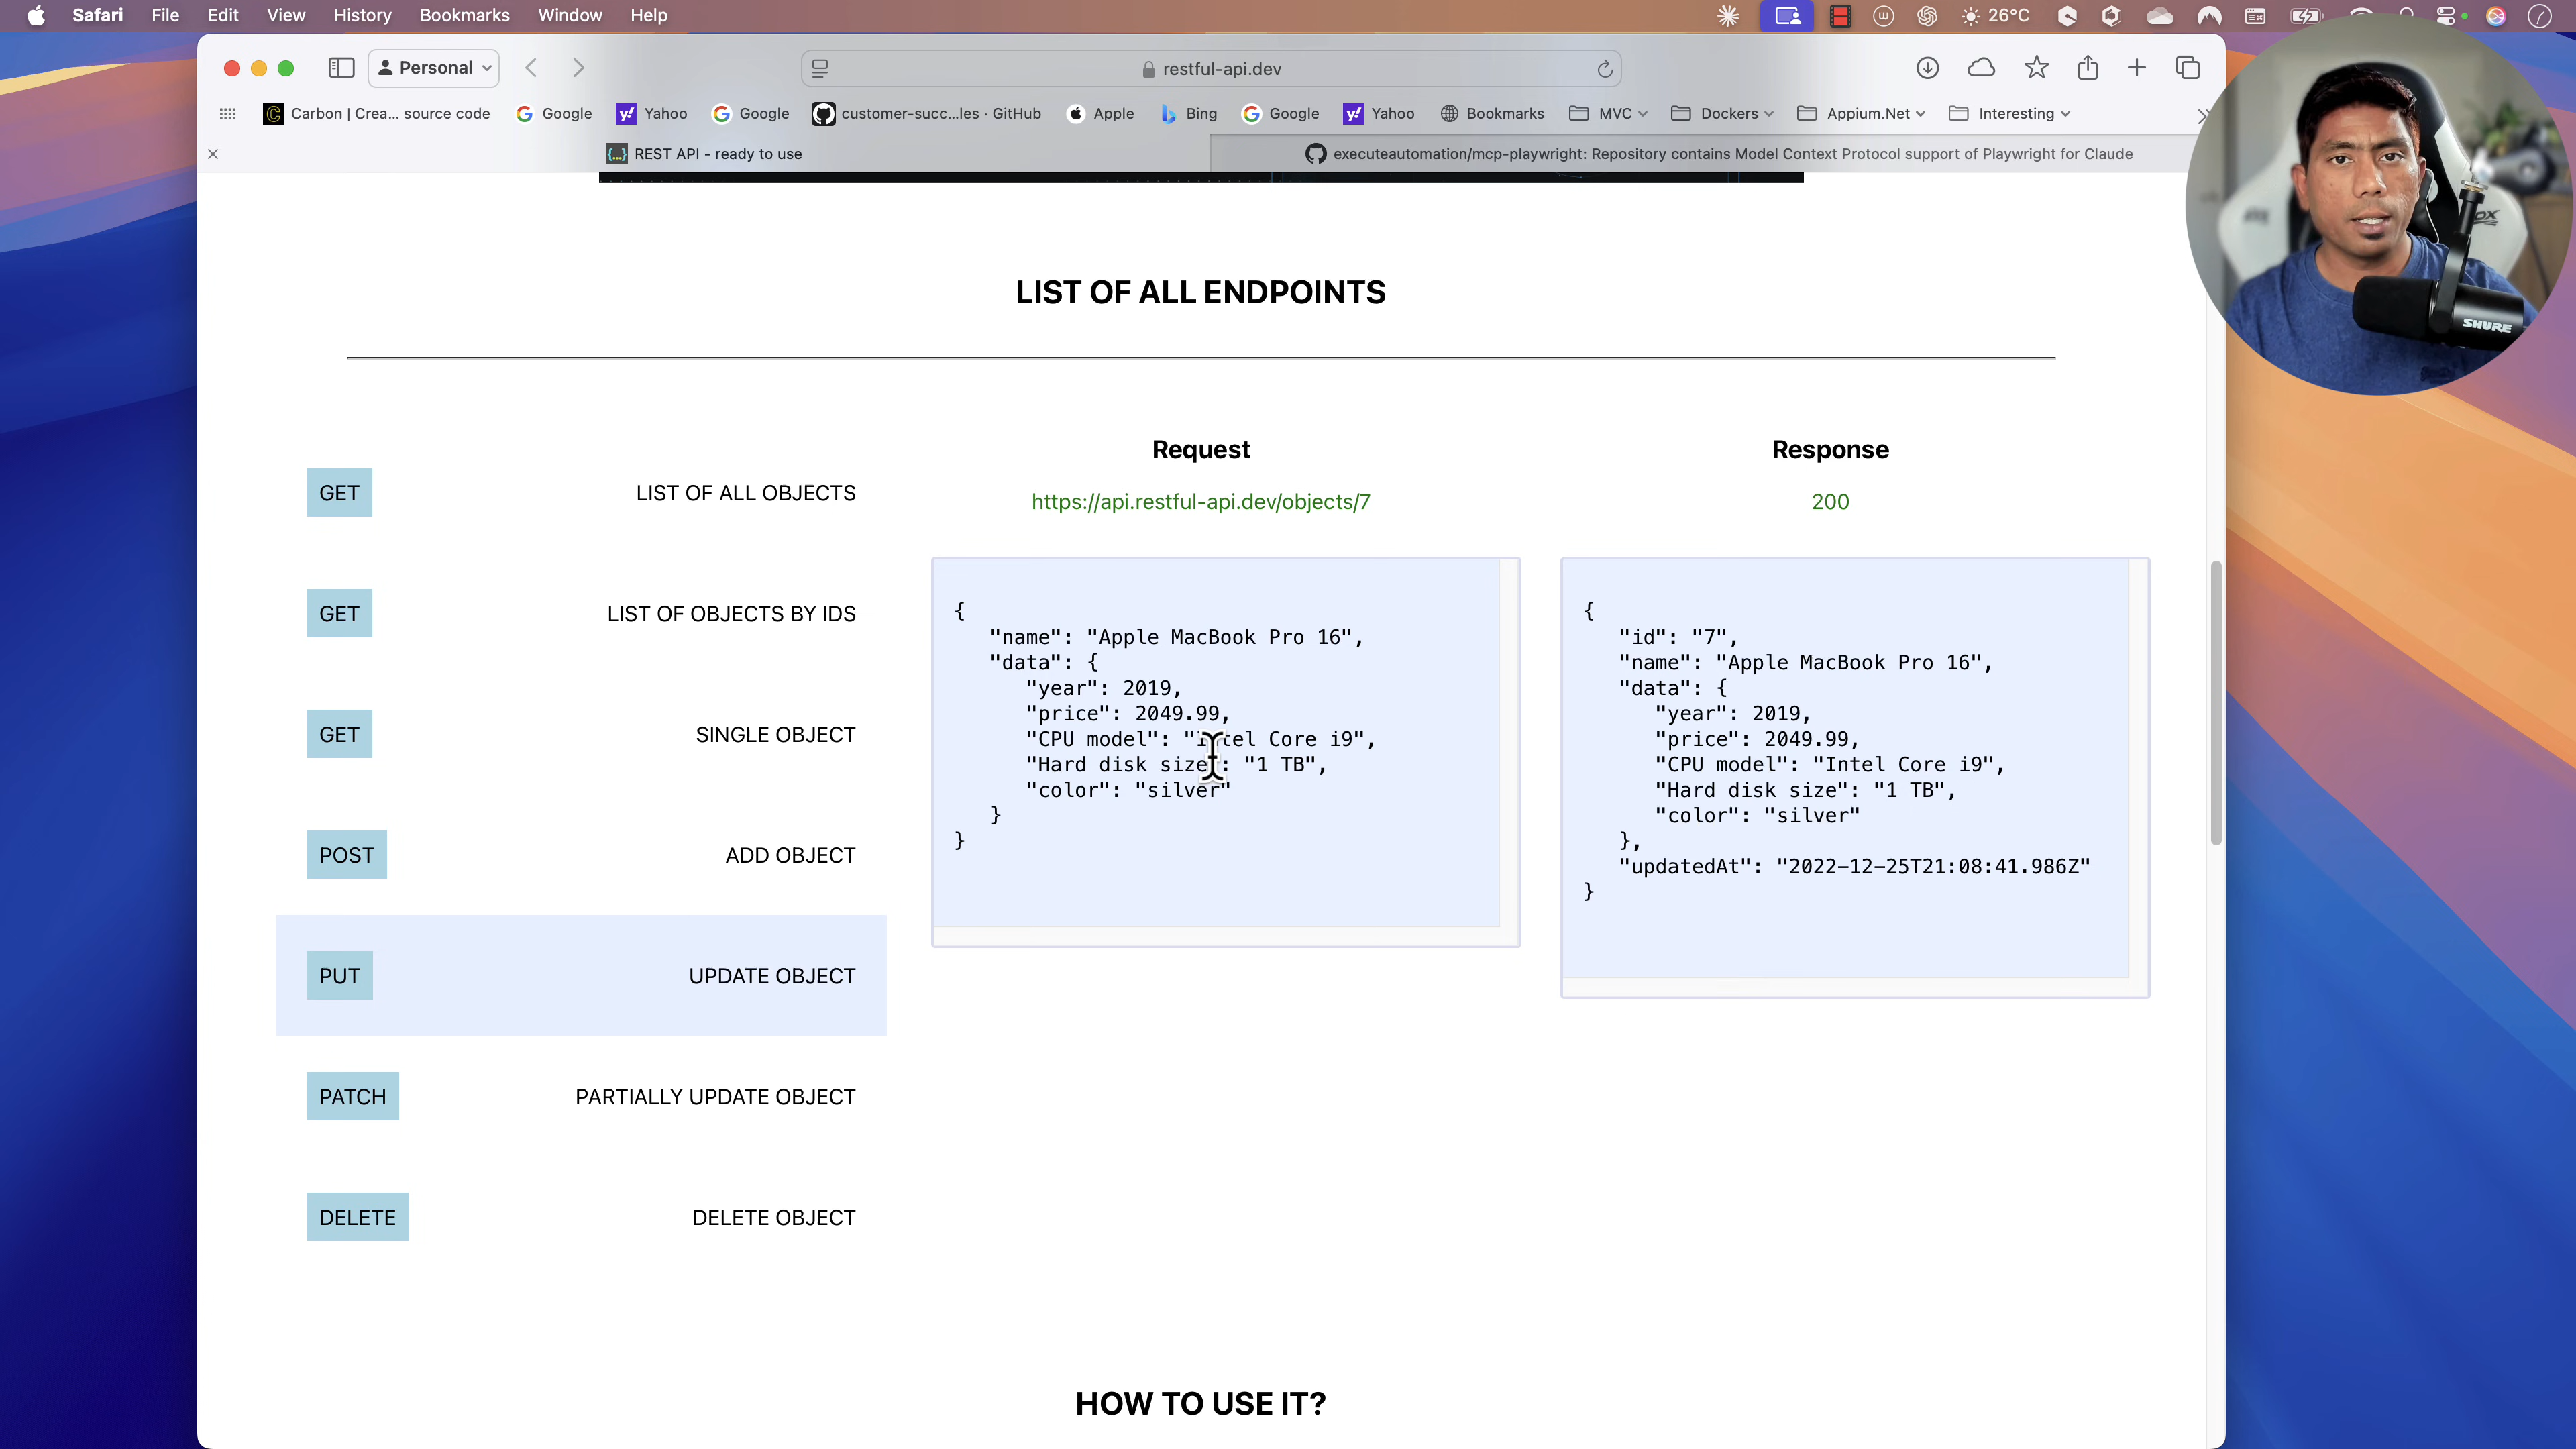 Safari File Edit View History Bookmarks Window Help 26°C
Personal restful-api.dev
Carbon | Crea... source code Google Yahoo Google customer-succ...les · GitHub Apple Bing Google Yahoo Bookmarks MVC Dockers Appium.Net Interesting
REST API - ready to use executeautomation/mcp-playwright: Repository contains Model Context Protocol support of Playwright for Claude
LIST OF ALL ENDPOINTS
Request Response
GET LIST OF ALL OBJECTS
https://api.restful-api.dev/objects/7 200
GET LIST OF OBJECTS BY IDS
GET SINGLE OBJECT
POST ADD OBJECT
PUT UPDATE OBJECT
PATCH PARTIALLY UPDATE OBJECT
DELETE DELETE OBJECT
{
"name": "Apple MacBook Pro 16",
"data": {
"year": 2019,
"price": 2049.99,
"CPU model": "Intel Core i9",
"Hard disk size": "1 TB",
"color": "silver"
}
}
{
"id": "7",
"name": "Apple MacBook Pro 16",
"data": {
"year": 2019,
"price": 2049.99,
"CPU model": "Intel Core i9",
"Hard disk size": "1 TB",
"color": "silver"
},
"updatedAt": "2022-12-25T21:08:41.986Z"
}
HOW TO USE IT?
SHURE